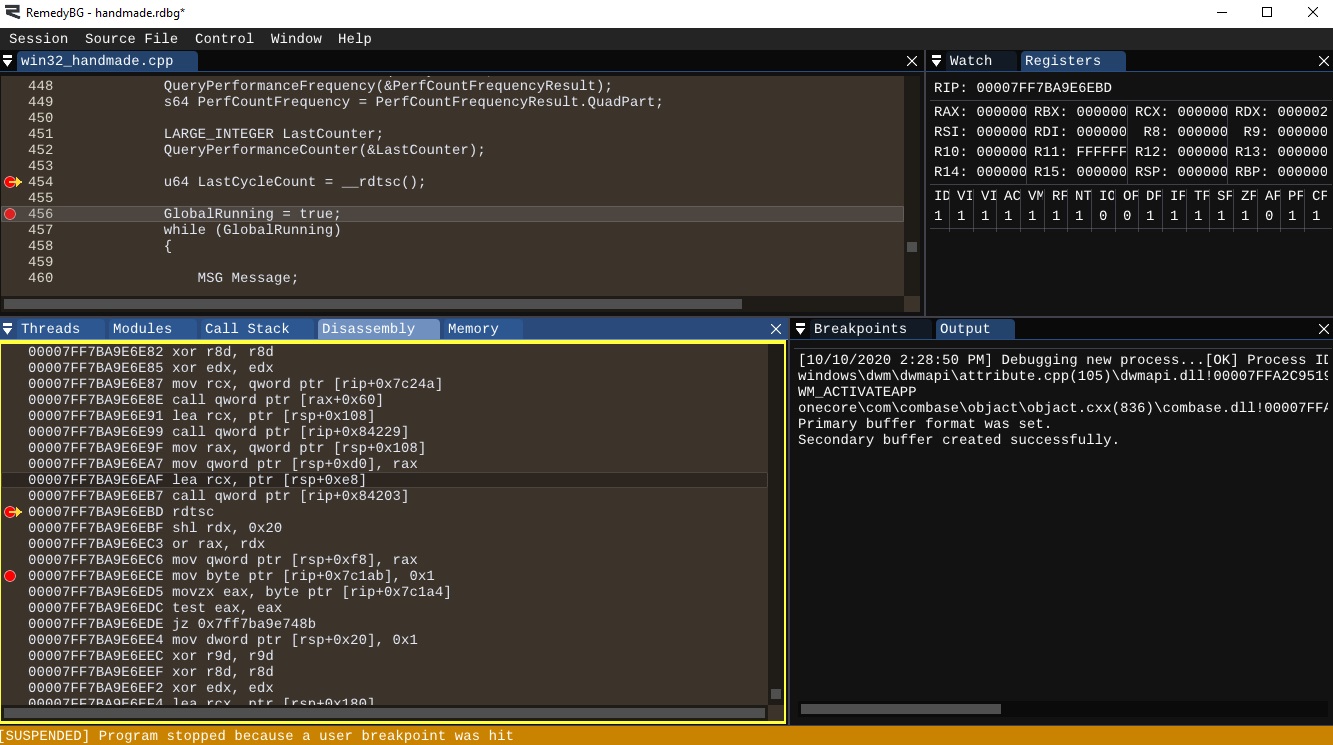 RemedyBG - handmade.rdbg*
Session Source File Control Window Help
win32_handmade.cpp
448 QueryPerformanceFrequency(&PerfCountFrequencyResult);
449 s64 PerfCountFrequency = PerfCountFrequencyResult.QuadPart;
450
451 LARGE_INTEGER LastCounter;
452 QueryPerformanceCounter(&LastCounter);
453
454 u64 LastCycleCount = __rdtsc();
455
456 GlobalRunning = true;
457 while (GlobalRunning)
458 {
459
460 MSG Message;
Watch Registers
RIP: 00007FF7BA9E6EBD
RAX: 000000 RBX: 000000 RCX: 000000 RDX: 000002
RSI: 000000 RDI: 000000 R8: 000000 R9: 000000
R10: 000000 R11: FFFFFF R12: 000000 R13: 000000
R14: 000000 R15: 000000 RSP: 000000 RBP: 000000
ID VI VI AC VM RF NT IO OF DF IF TF SF ZF AF PF CF
1 1 1 1 1 1 1 0 0 1 1 1 1 1 0 1 1
Threads Modules Call Stack Disassembly Memory
00007FF7BA9E6E82 xor r8d, r8d
00007FF7BA9E6E85 xor edx, edx
00007FF7BA9E6E87 mov rcx, qword ptr [rip+0x7c24a]
00007FF7BA9E6E8E call qword ptr [rax+0x60]
00007FF7BA9E6E91 lea rcx, ptr [rsp+0x108]
00007FF7BA9E6E99 call qword ptr [rip+0x84229]
00007FF7BA9E6E9F mov rax, qword ptr [rsp+0x108]
00007FF7BA9E6EA7 mov qword ptr [rsp+0xd0], rax
00007FF7BA9E6EAF lea rcx, ptr [rsp+0xe8]
00007FF7BA9E6EB7 call qword ptr [rip+0x84203]
00007FF7BA9E6EBD rdtsc
00007FF7BA9E6EBF shl rdx, 0x20
00007FF7BA9E6EC3 or rax, rdx
00007FF7BA9E6EC6 mov qword ptr [rsp+0xf8], rax
00007FF7BA9E6ECE mov byte ptr [rip+0x7c1ab], 0x1
00007FF7BA9E6ED5 movzx eax, byte ptr [rip+0x7c1a4]
00007FF7BA9E6EDC test eax, eax
00007FF7BA9E6EDE jz 0x7ff7ba9e748b
00007FF7BA9E6EE4 mov dword ptr [rsp+0x20], 0x1
00007FF7BA9E6EEC xor r9d, r9d
00007FF7BA9E6EEF xor r8d, r8d
00007FF7BA9E6EF2 xor edx, edx
00007FF7BA9E6EF4 lea rcx, ptr [rsp+0x180]
Breakpoints Output
[10/10/2020 2:28:50 PM] Debugging new process...[OK] Process ID
windows\dwm\dwmapi\attribute.cpp(105)\dwmapi.dll!00007FFA2C9519
WM_ACTIVATEAPP
onecore\com\combase\objact\objact.cxx(836)\combase.dll!00007FFA
Primary buffer format was set.
Secondary buffer created successfully.
[SUSPENDED] Program stopped because a user breakpoint was hit